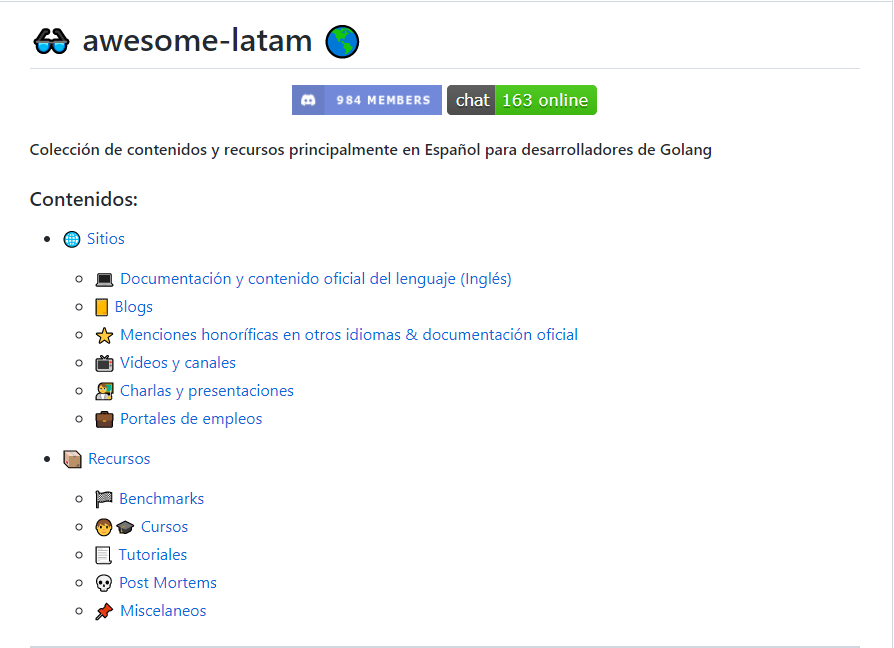 awesome-latam
984 MEMBERS chat 163 online
Colección de contenidos y recursos principalmente en Español para desarrolladores de Golang
Contenidos:
Sitios
Documentación y contenido oficial del lenguaje (Inglés)
Blogs
Menciones honoríficas en otros idiomas & documentación oficial
Videos y canales
Charlas y presentaciones
Portales de empleos
Recursos
Benchmarks
Cursos
Tutoriales
Post Mortems
Miscelaneos